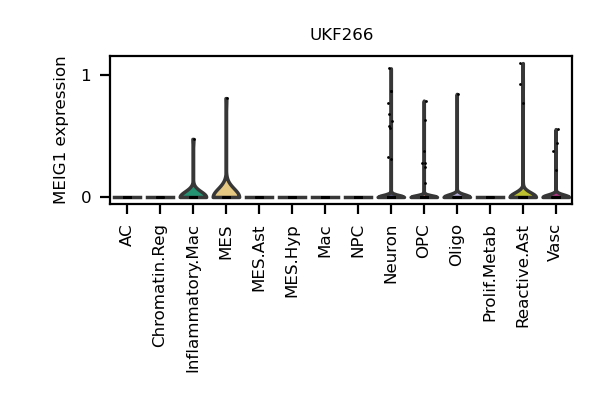 UKF266
MEIG1 expression
1
0
AC
Chromatin.Reg
Inflammatory.Mac
MES
MES.Ast
MES.Hyp
Mac
NPC
Neuron
OPC
Oligo
Prolif.Metab
Reactive.Ast
Vasc